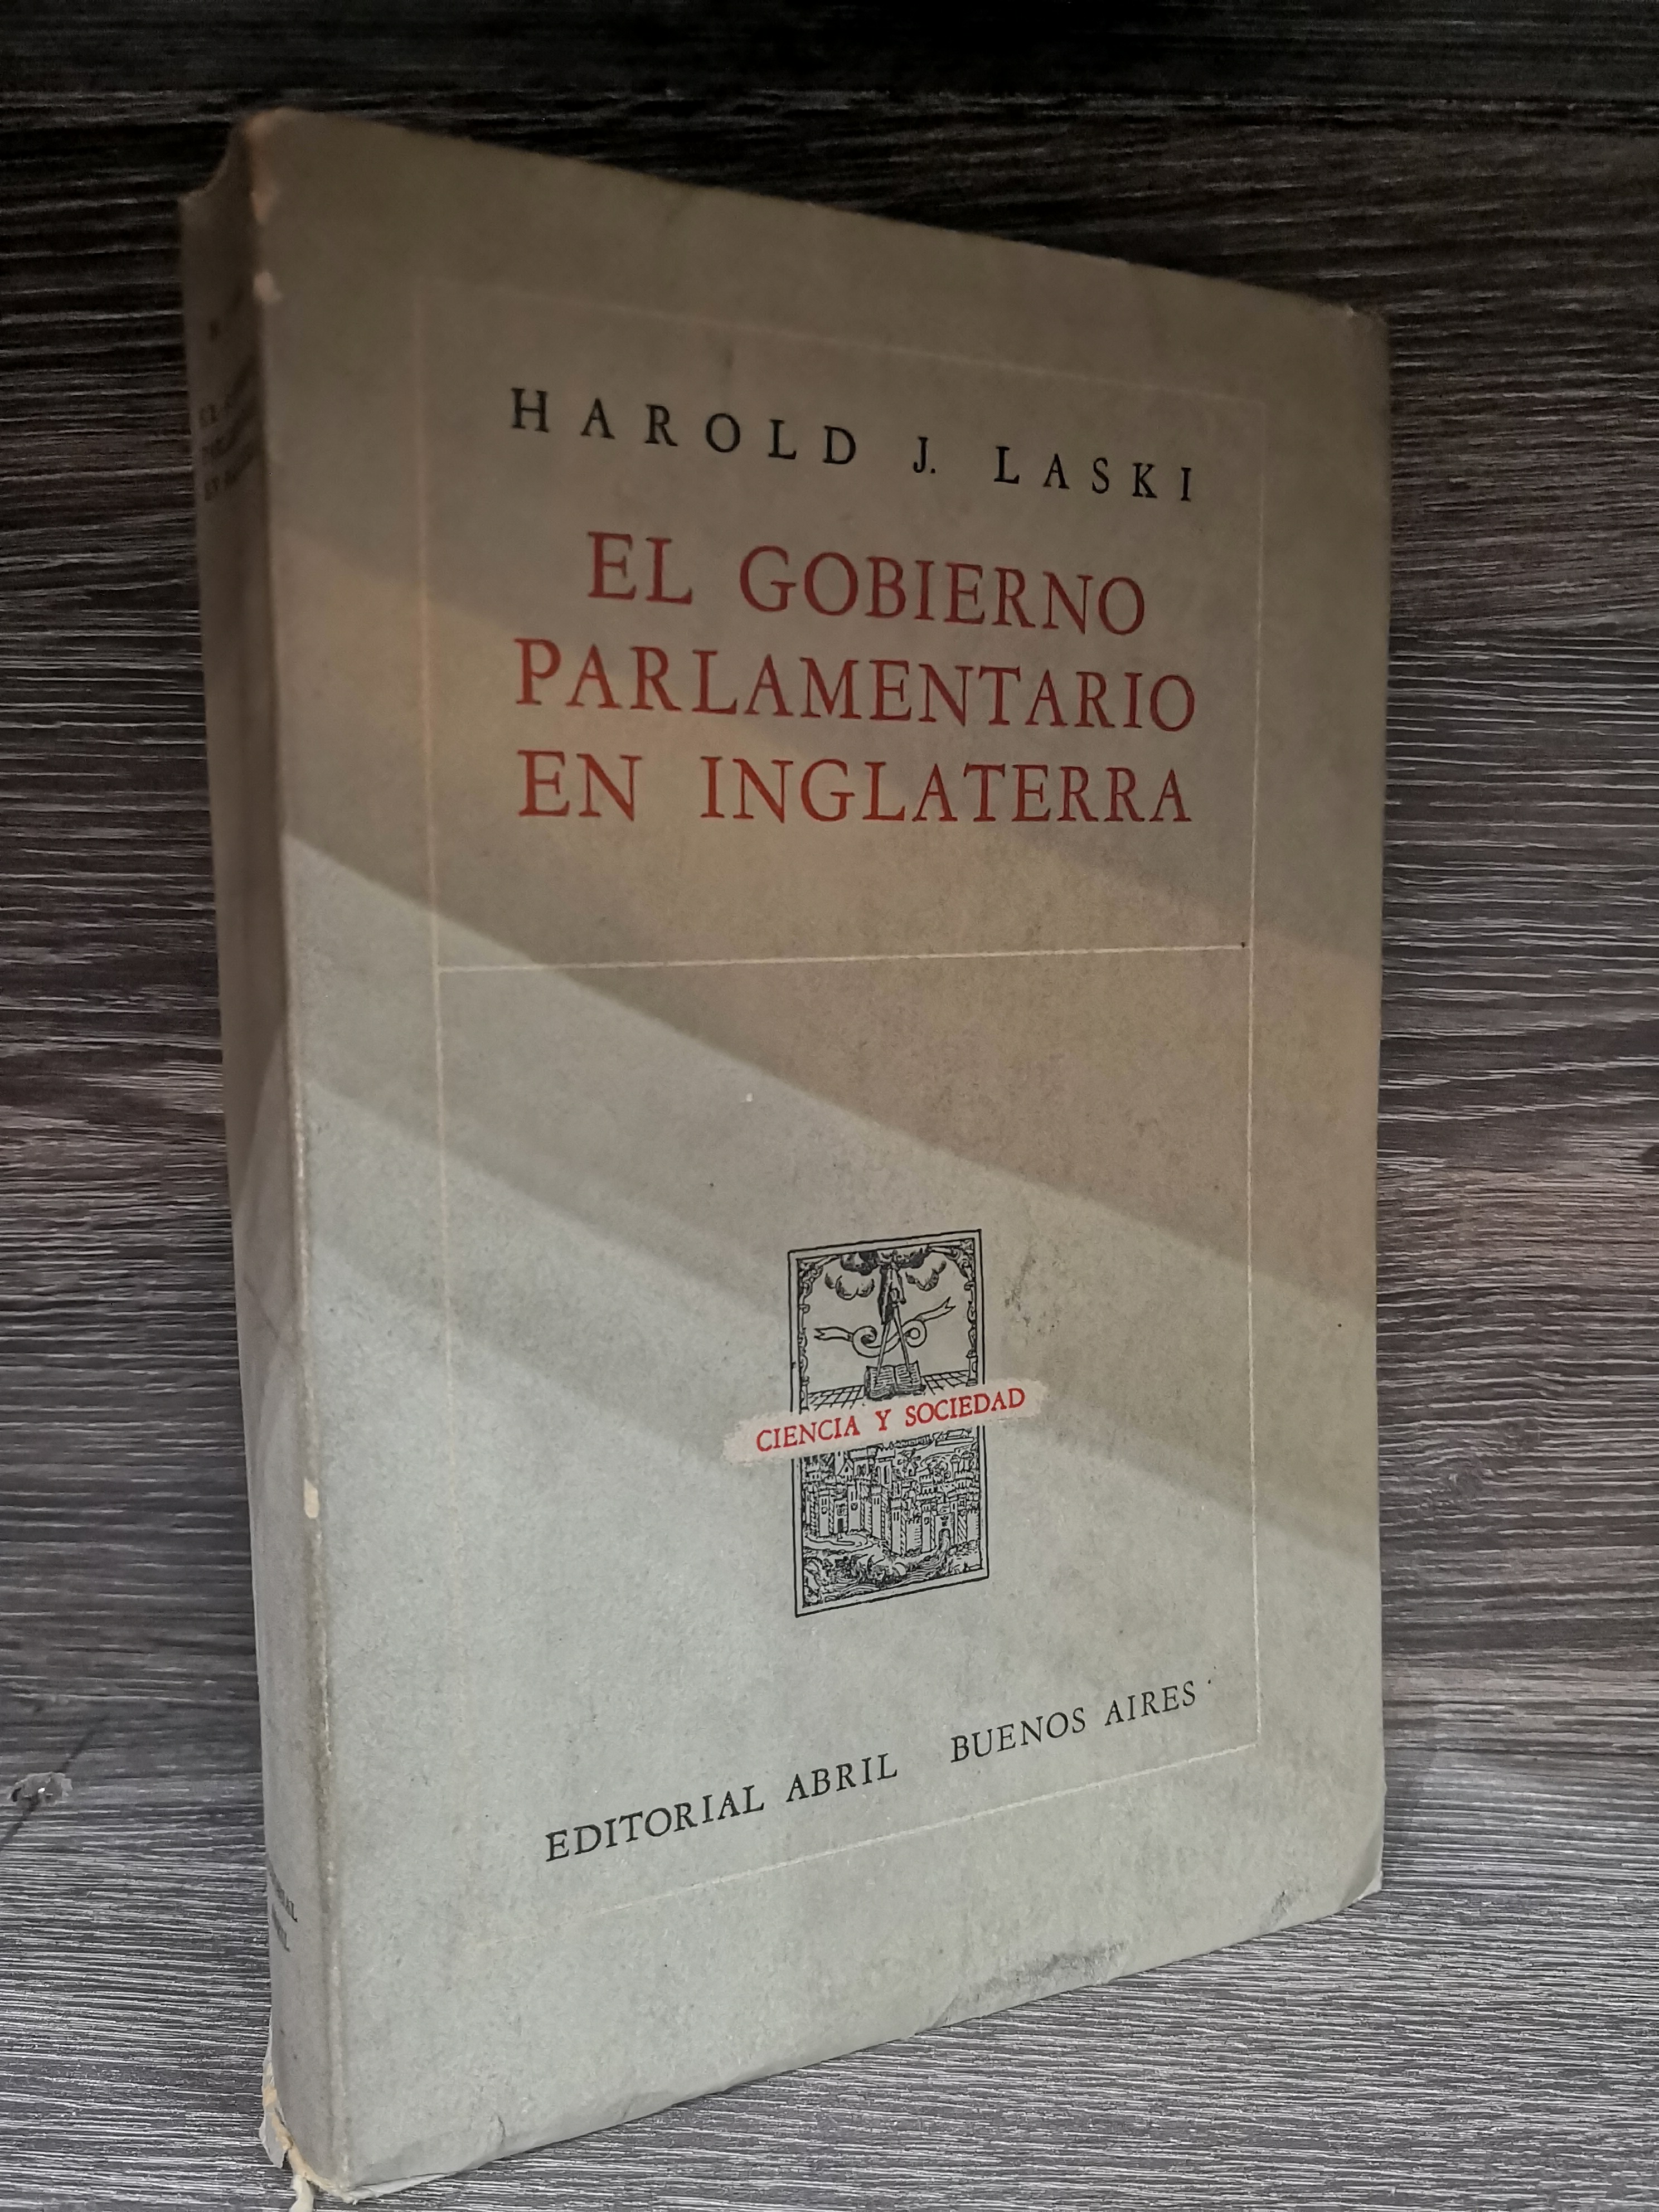 HAROLD J. LASKI
EL GOBIERNO
PARLAMENTARIO
EN INGLATERRA
CIENCIA Y SOCIEDAD
EDITORIAL ABRIL BUENOS AIRES